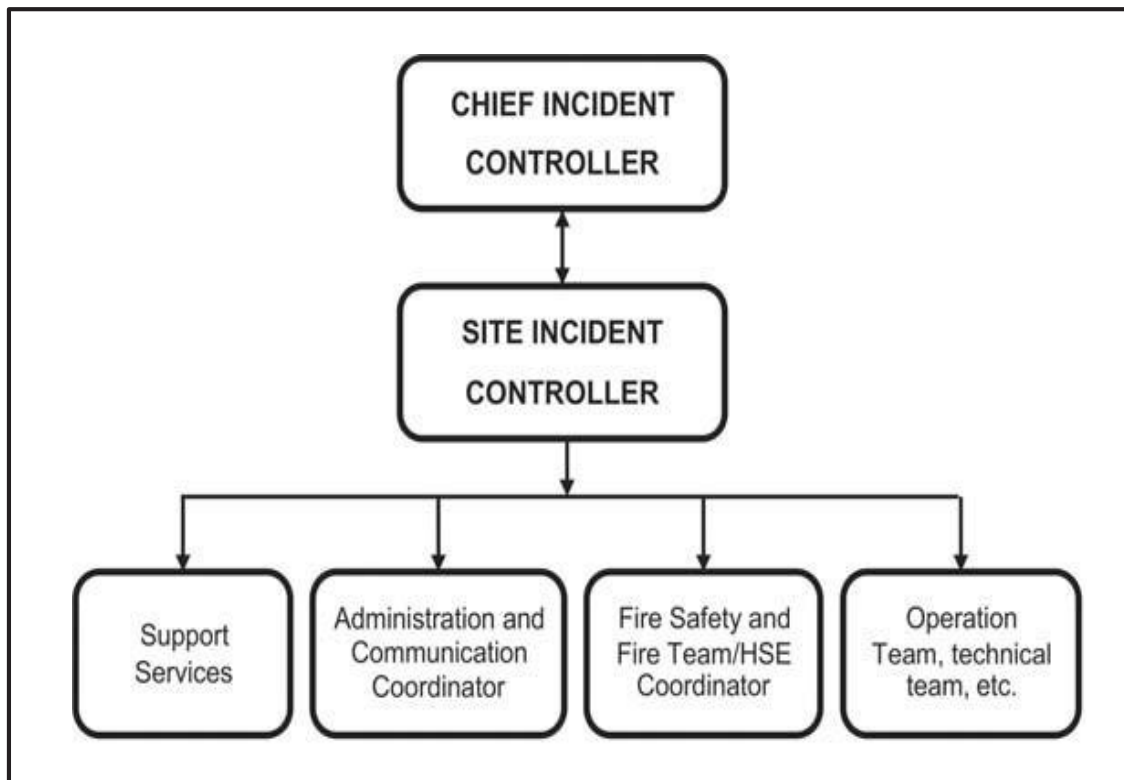 CHIEF INCIDENT
CONTROLLER
SITE INCIDENT
CONTROLLER
Support
Services
Administration and
Communication
Coordinator
Fire Safety and
Fire Team/HSE
Coordinator
Operation
Team, technical
team, etc.